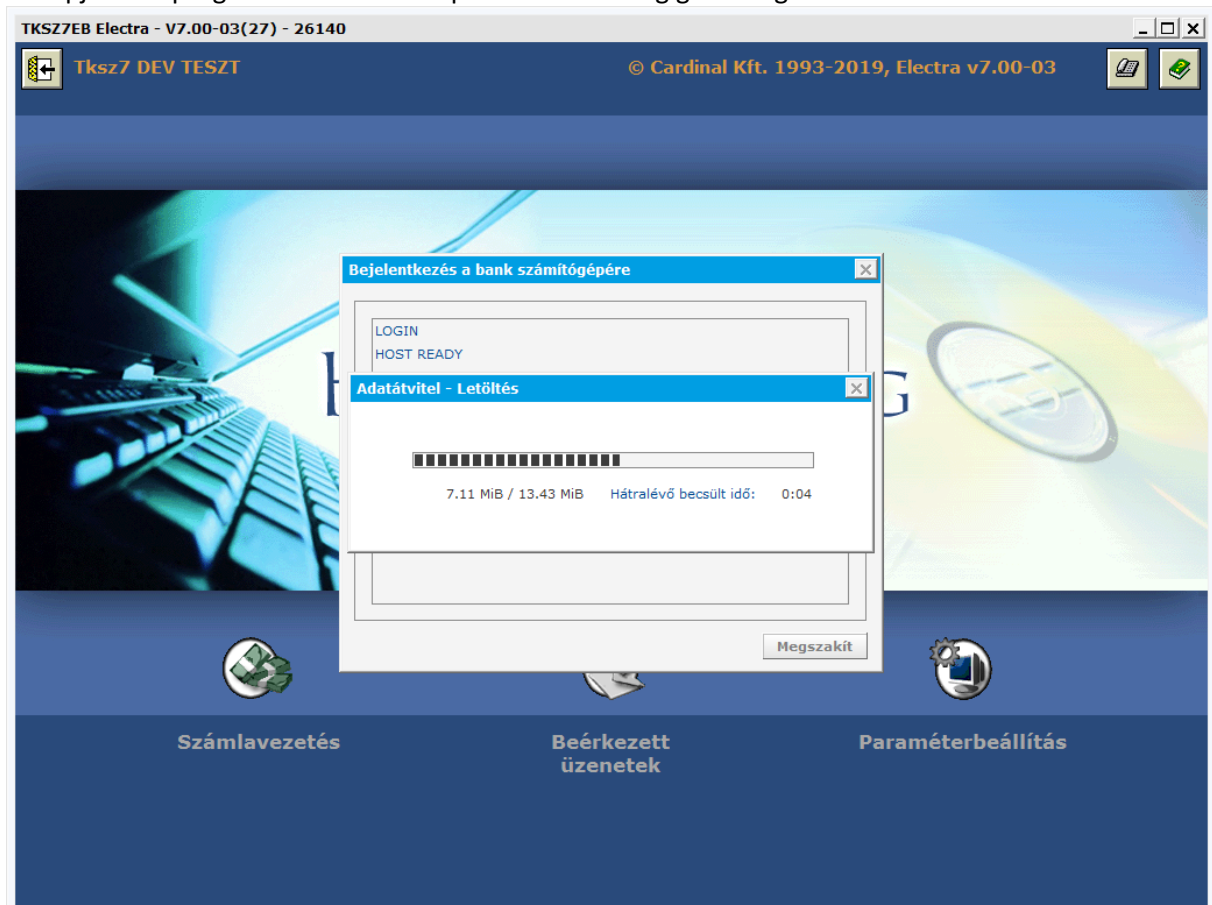 TKSZ7EB Electra - V7.00-03(27) - 26140
Tksz7 DEV TESZT
© Cardinal Kft. 1993-2019, Electra v7.00-03
Bejelentkezés a bank számítógépére
LOGIN
HOST READY
Adatátvitel - Letöltés
G
7.11 MiB / 13.43 MiB Hátralévő becsült idő: 0:04
Megszakít
Számlavezetés
Beérkezett
üzenetek
Paraméterbeállítás